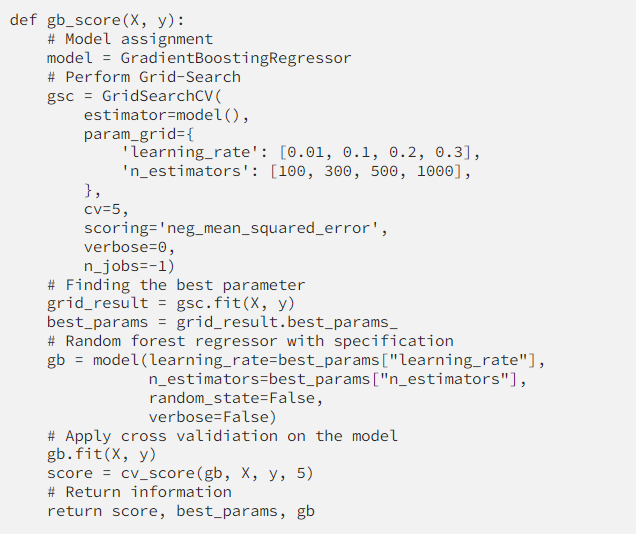 def gb_score(X, y):
    # Model assignment
    model = GradientBoostingRegressor
    # Perform Grid-Search
    gsc = GridSearchCV(
        estimator=model(),
        param_grid={
            'learning_rate': [0.01, 0.1, 0.2, 0.3],
            'n_estimators': [100, 300, 500, 1000],
        },
        cv=5,
        scoring='neg_mean_squared_error',
        verbose=0,
        n_jobs=-1)
    # Finding the best parameter
    grid_result = gsc.fit(X, y)
    best_params = grid_result.best_params_
    # Random forest regressor with specification
    gb = model(learning_rate=best_params["learning_rate"],
               n_estimators=best_params["n_estimators"],
               random_state=False,
               verbose=False)
    # Apply cross validiation on the model
    gb.fit(X, y)
    score = cv_score(gb, X, y, 5)
    # Return information
    return score, best_params, gb